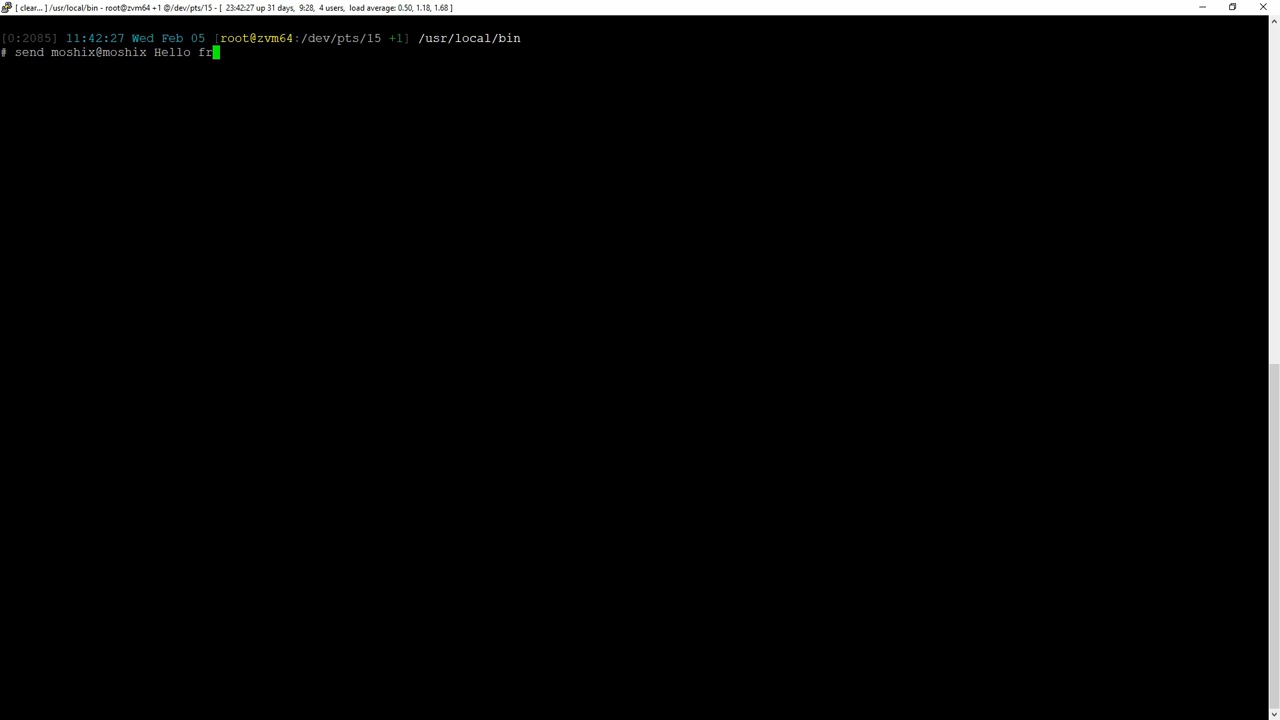 [ clear... ] /usr/local/bin - root@zvm64 +1 @/dev/pts/15 - [ 23:42:27 up 31 days, 9:28, 4 users, load average: 0.50, 1.18, 1.68 ]
[0:2085] 11:42:27 Wed Feb 05 [root@zvm64:/dev/pts/15 +1] /usr/local/bin
# send moshix@moshix Hello fr